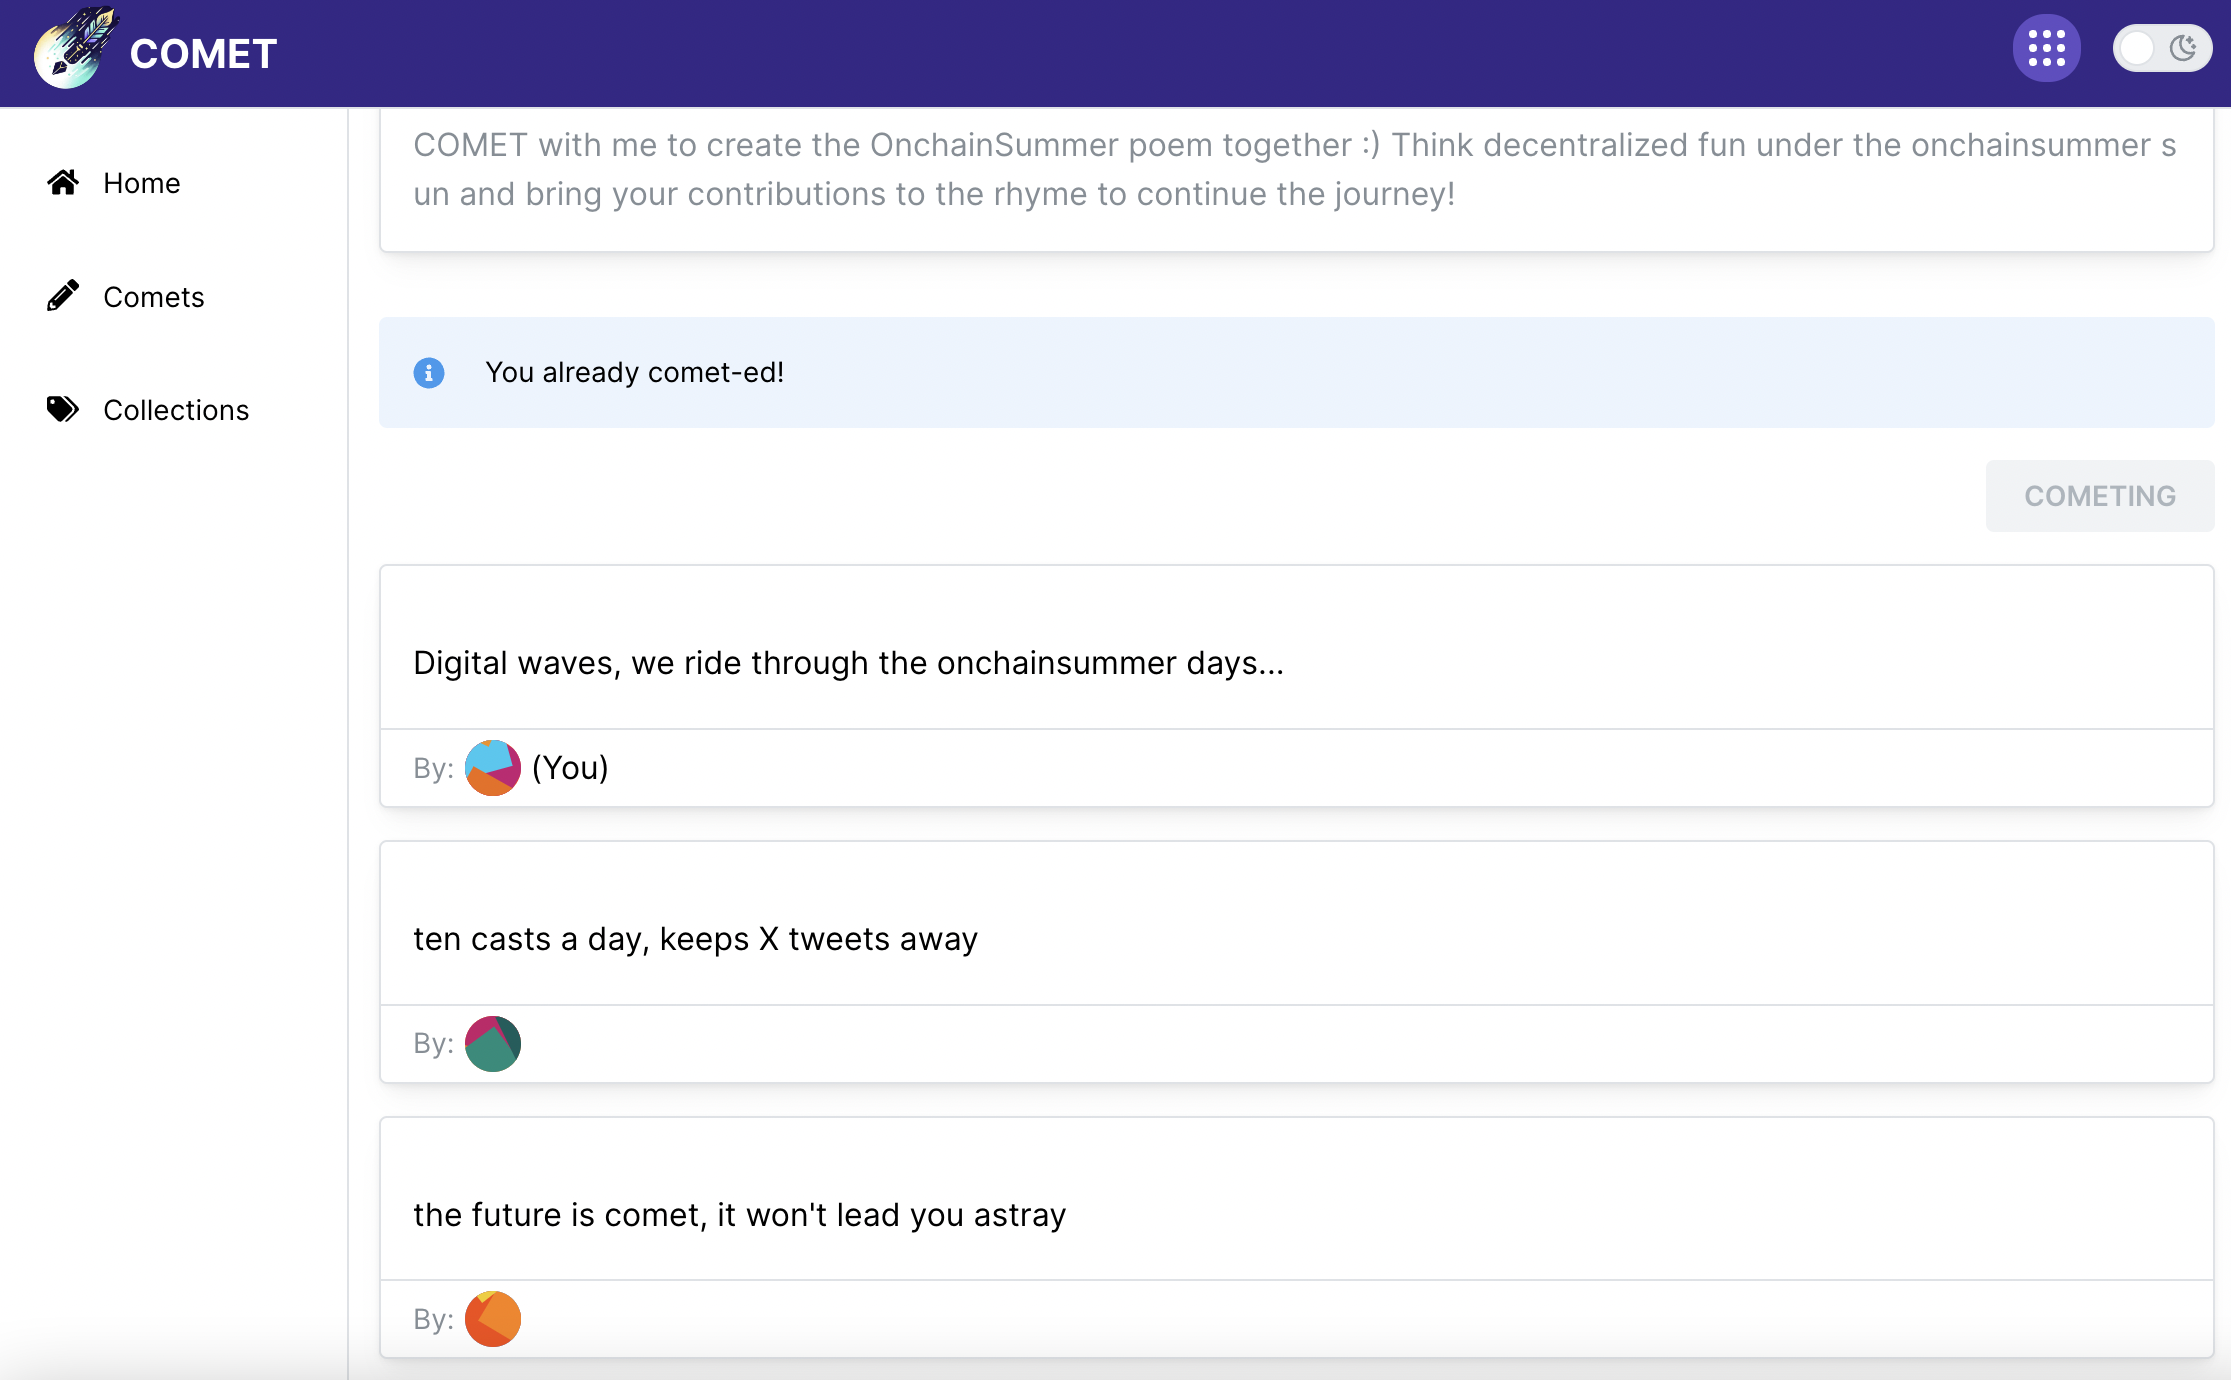 COMET
Home
Comets
Collections
COMET with me to create the OnchainSummer poem together :) Think decentralized fun under the onchainsummer s
un and bring your contributions to the rhyme to continue the journey!
You already comet-ed!
COMETING
Digital waves, we ride through the onchainsummer days...
By: (You)
ten casts a day, keeps X tweets away
By:
the future is comet, it won't lead you astray
By: